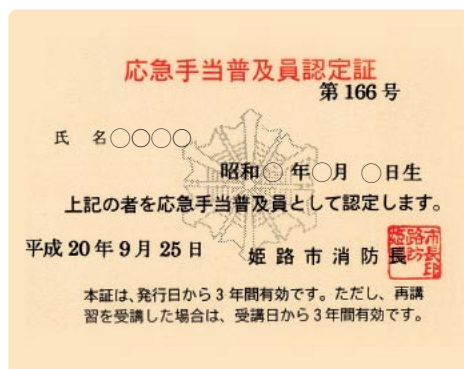 応急手当普及員認定証
第166号
氏 名○○○○
昭和○年○月 ○日生
上記の者を応急手当普及員として認定します。
平成20年9月25日
姫路市消防長
本証は、発行日から3年間有効です。ただし、再講
習を受講した場合は、受講日から3年間有効です。